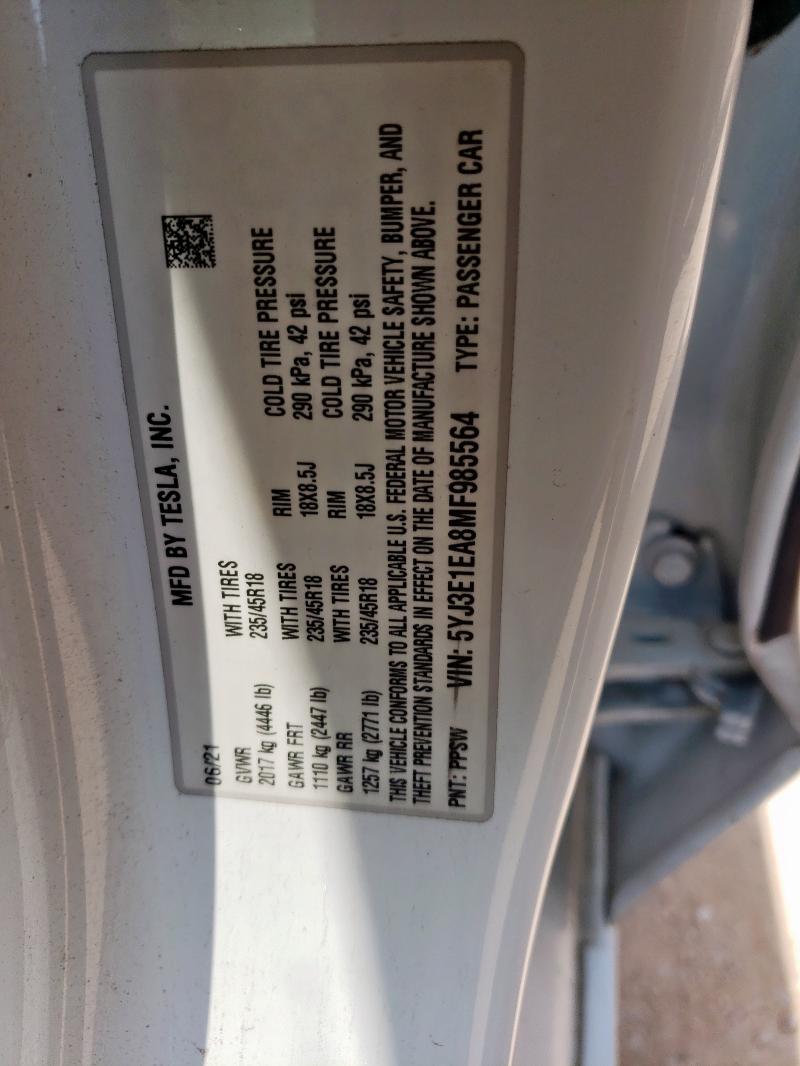 MFD BY TESLA, INC.
06/21
GVWR WITH TIRES
2017 kg (4446 lb) 235/45R18 RIM COLD TIRE PRESSURE
GAWR FRT WITH TIRES 18X8.5J 290 kPa, 42 psi
1110 kg (2447 lb) 235/45R18 RIM COLD TIRE PRESSURE
GAWR RR WITH TIRES 18X8.5J 290 kPa, 42 psi
1257 kg (2771 lb) 235/45R18
THIS VEHICLE CONFORMS TO ALL APPLICABLE U.S. FEDERAL MOTOR VEHICLE SAFETY, BUMPER, AND
THEFT PREVENTION STANDARDS IN EFFECT ON THE DATE OF MANUFACTURE SHOWN ABOVE.
PNT: PPSW VIN: 5YJ3E1EA8MF985564 TYPE: PASSENGER CAR